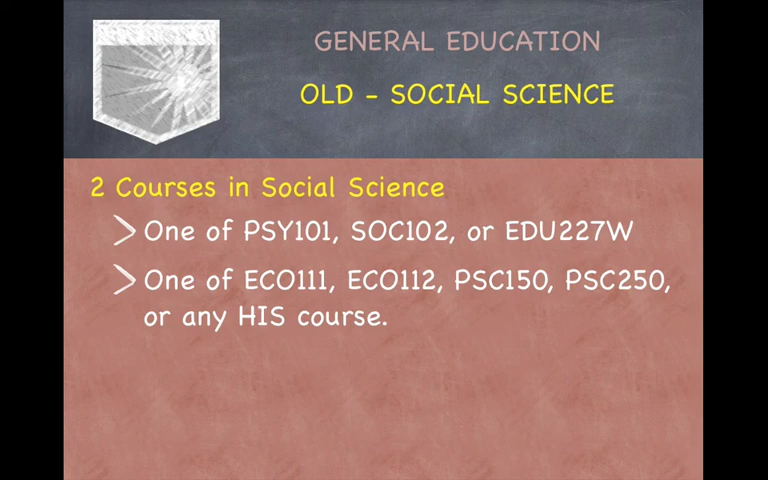 GENERAL EDUCATION
OLD - SOCIAL SCIENCE
2 Courses in Social Science
One of PSY101, SOC102, or EDU227W
One of ECO111, ECO112, PSC150, PSC250,
or any HIS course.